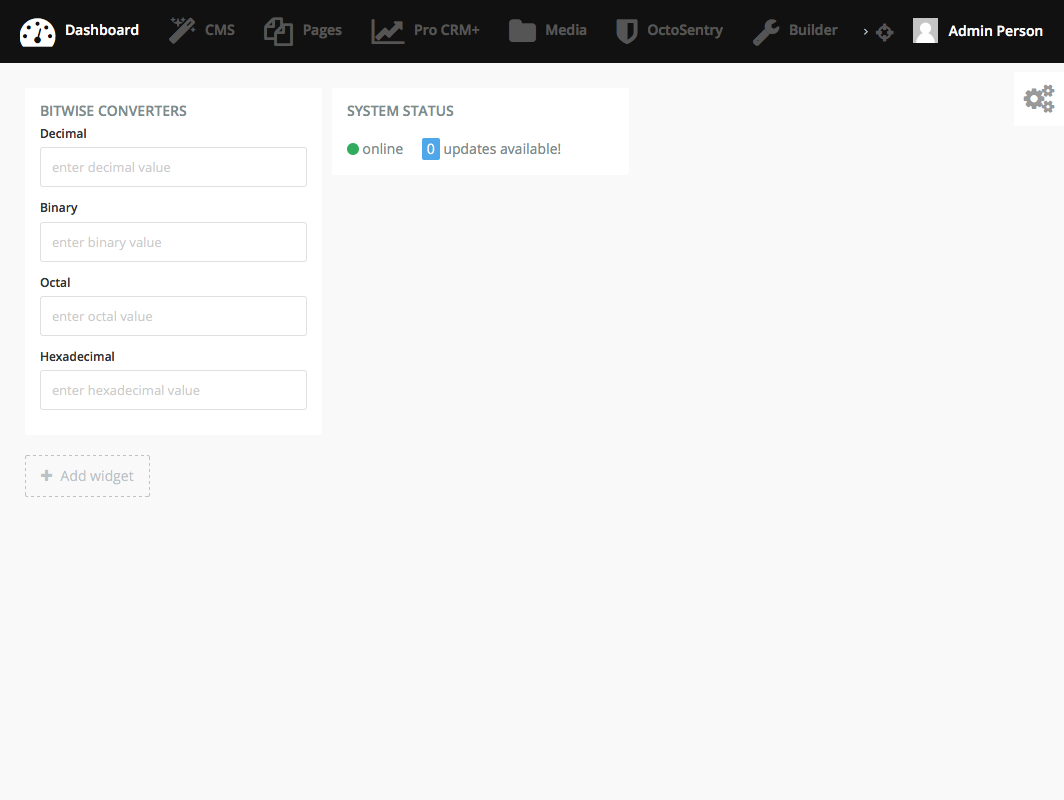 Dashboard CMS Pages Pro CRM+ Media OctoSentry Builder › Admin Person
BITWISE CONVERTERS
Decimal
enter decimal value
Binary
enter binary value
Octal
enter octal value
Hexadecimal
enter hexadecimal value
+ Add widget
SYSTEM STATUS
online 0 updates available!